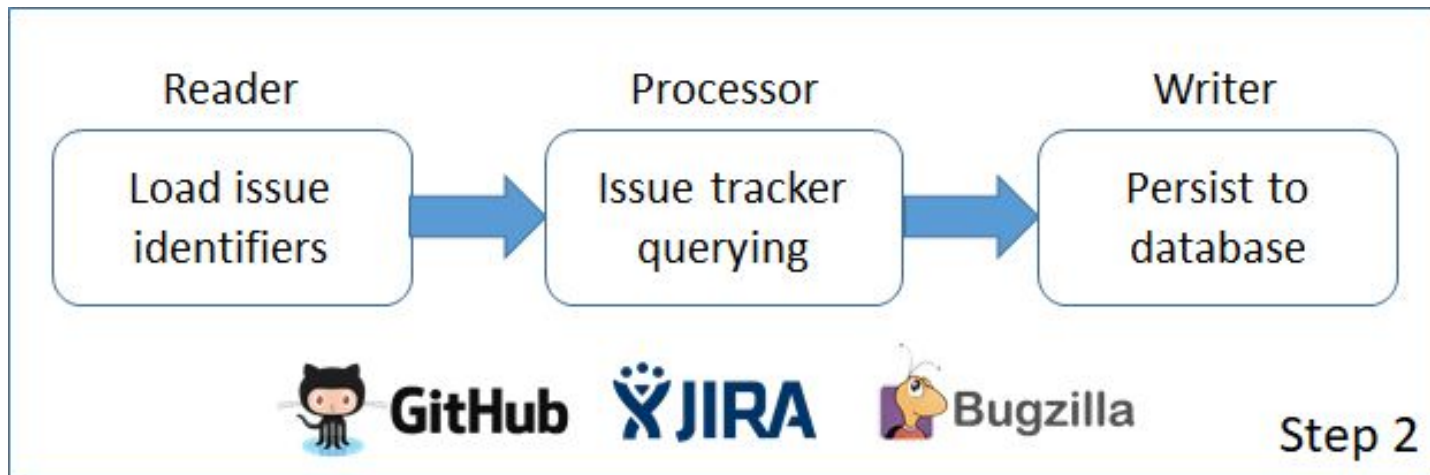 Reader
Processor
Writer
Load issue
identifiers
Issue tracker
querying
Persist to
database
GitHub
JIRA
Bugzilla
Step 2